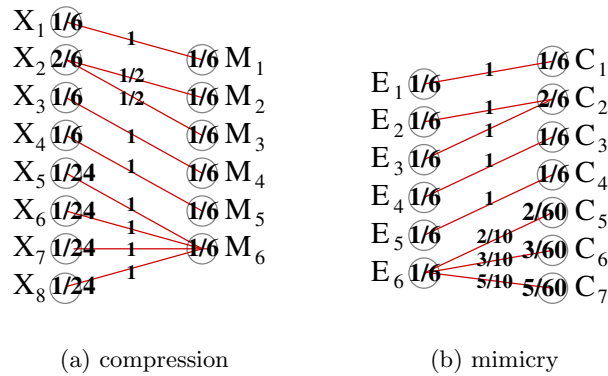 X1 1/6
1
X2 2/6
1/2
1/6 M1
1/2
X3 1/6
1/6 M2
X4 1/6
1
1/6 M3
X5 1/24
1
1/6 M4
X6 1/24
1
1/6 M5
1
X7 1/24
1
1/6 M6
X8 1/24
1
(a) compression
1/6 C1
E1 1/6
1
2/6 C2
E2 1/6
1
1/6 C3
E3 1/6
1
1/6 C4
E4 1/6
1
2/60 C5
E5 1/6
1
3/60 C6
E6 1/6
2/10
3/10
5/10
5/60 C7
(b) mimicry